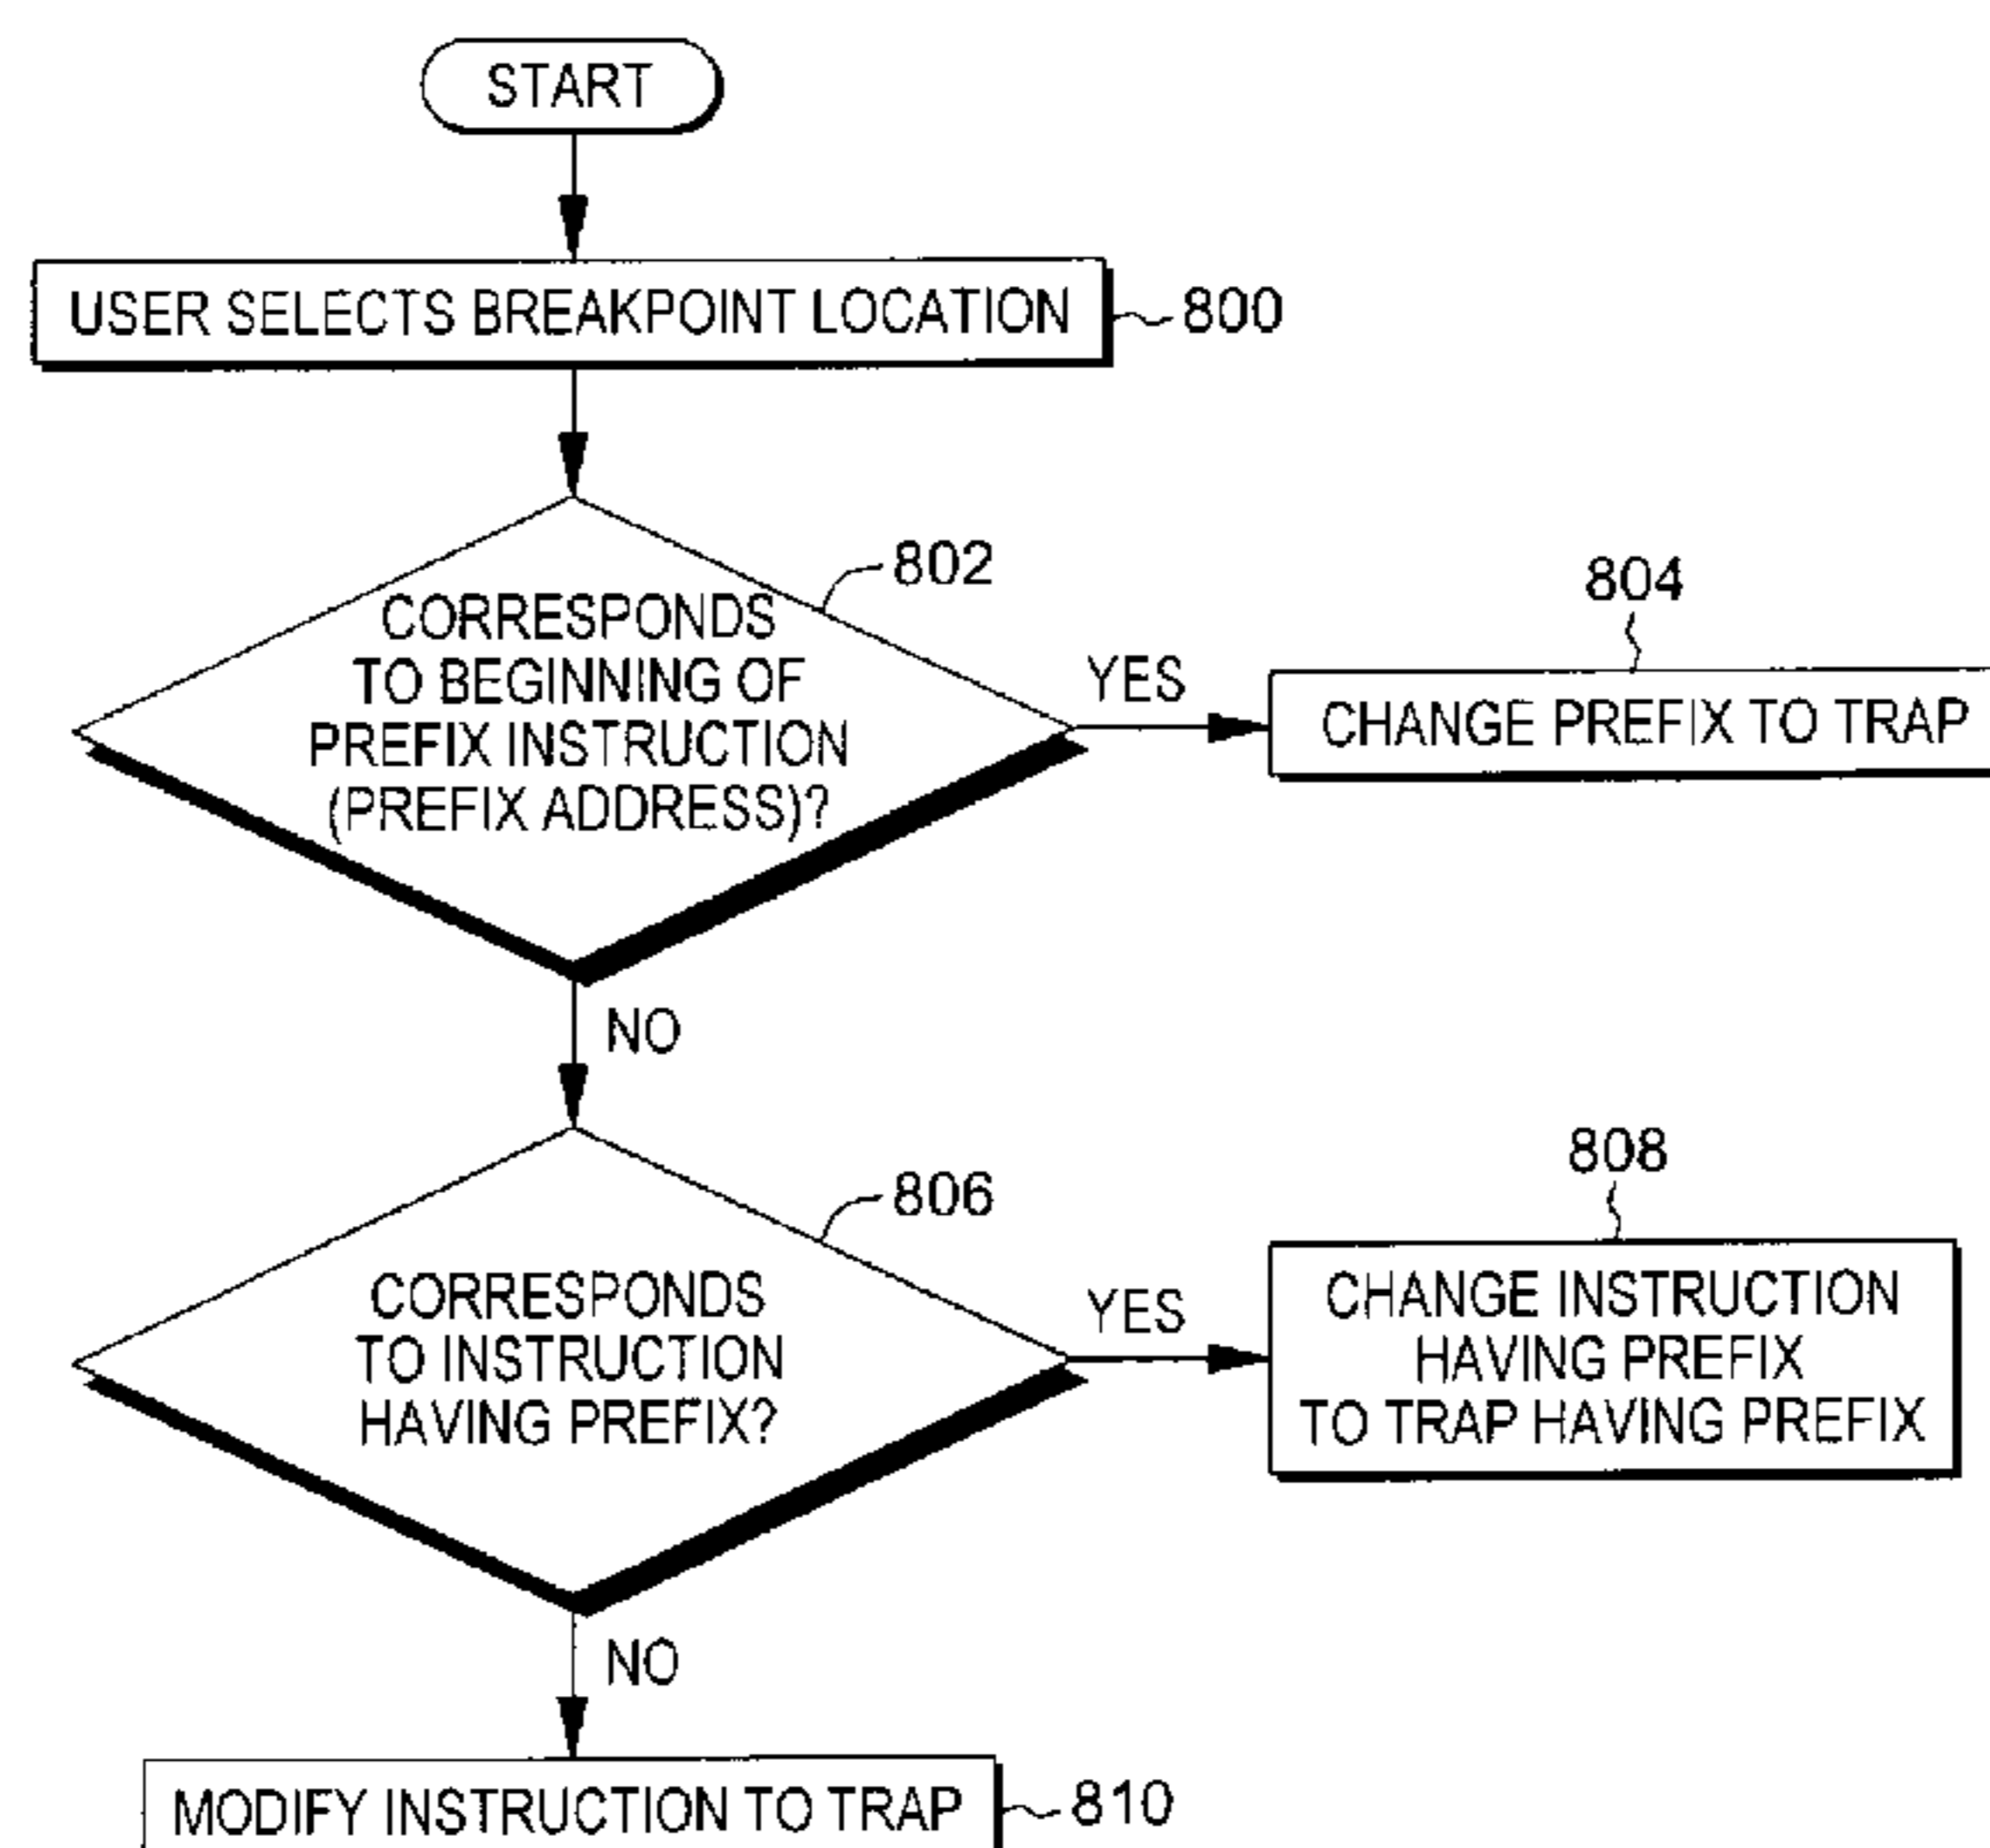 START
USER SELECTS BREAKPOINT LOCATION
800
802
CORRESPONDS
TO BEGINNING OF
PREFIX INSTRUCTION
(PREFIX ADDRESS)?
YES
804
CHANGE PREFIX TO TRAP
NO
806
CORRESPONDS
TO INSTRUCTION
HAVING PREFIX?
YES
808
CHANGE INSTRUCTION
HAVING PREFIX
TO TRAP HAVING PREFIX
NO
MODIFY INSTRUCTION TO TRAP
810